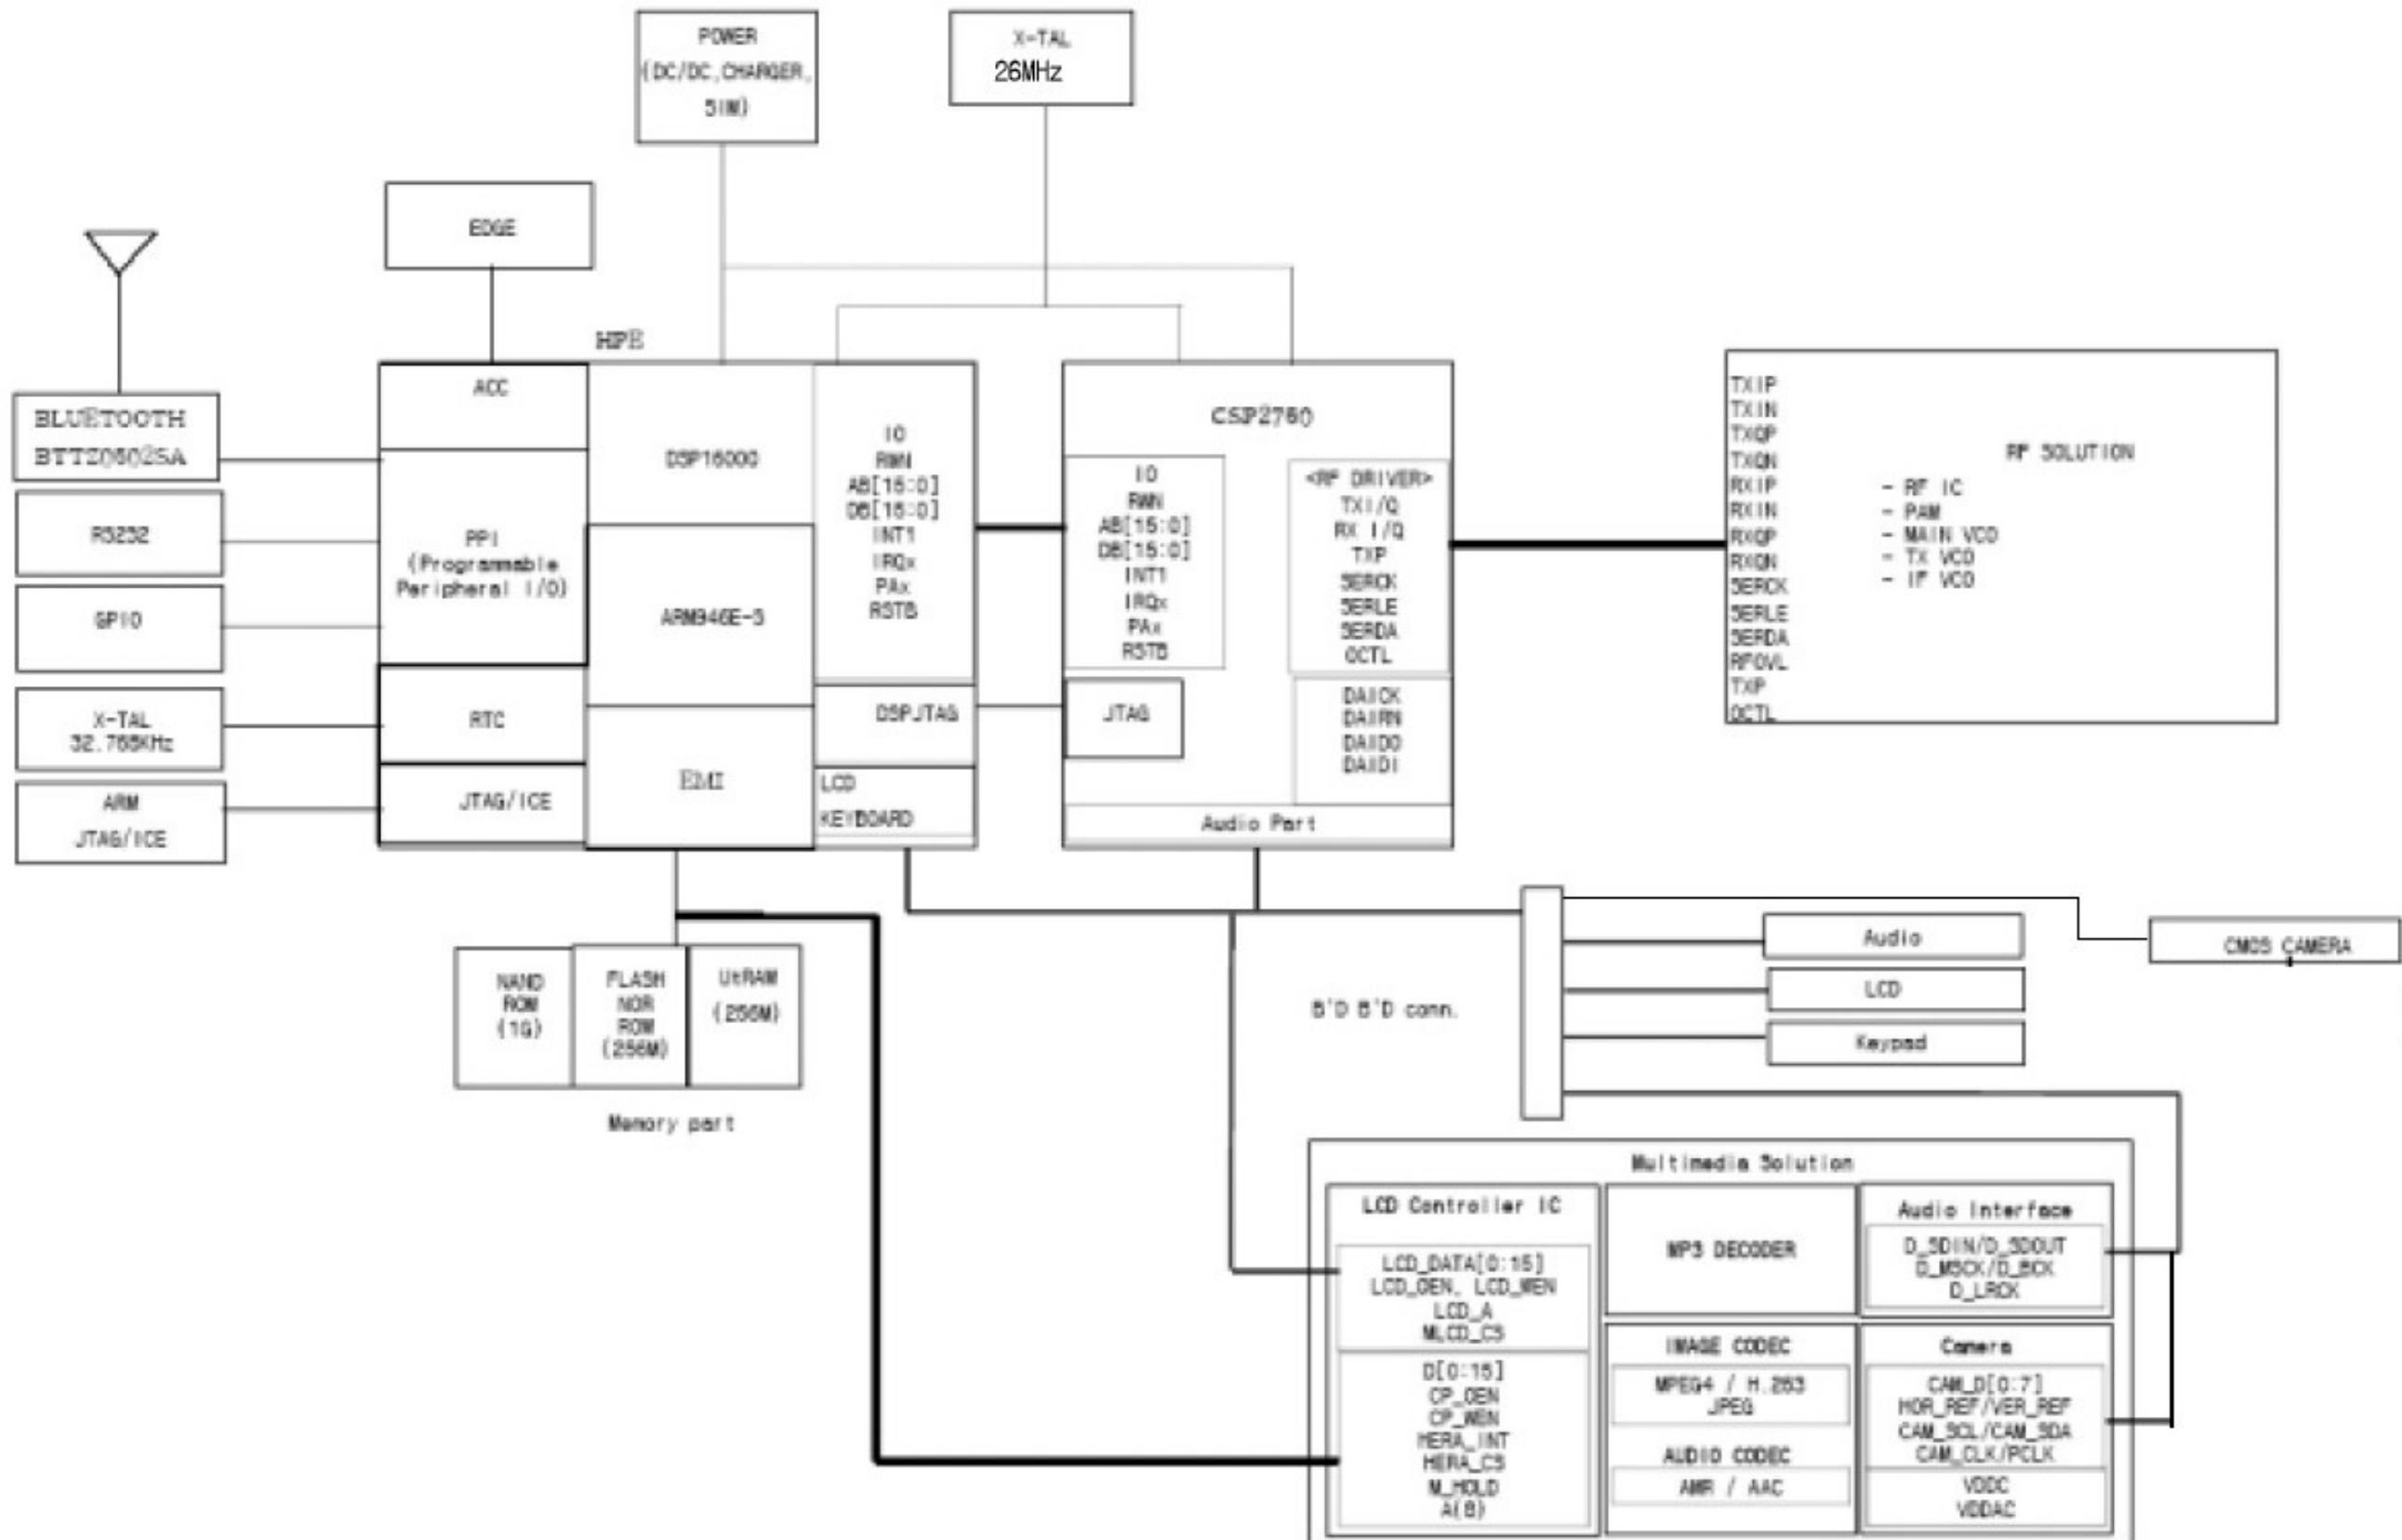 POWER
(DC/DC,CHARGER,
SIM)
X-TAL
26MHz
EDGE
HPE
BLUETOOTH
RS232
GPIO
X-TAL
32.768KHz
ARM
JTAG/ICE
ACC
PPI
(Programmable
Peripheral I/O)
RTC
JTAG/ICE
DSP16000
ARM946E-S
EMI
IO
RWN
AB[15:0]
DB[15:0]
INT1
IRQx
PAx
RSTB
DSPJTAG
LCD
KEYBOARD
CSP2760
IO
RWN
AB[15:0]
DB[15:0]
INT1
IRQx
PAx
RSTB
JTAG
<RF DRIVER>
TXI/Q
RX I/Q
TXP
SERCK
SERLE
SERDA
OCTL
DAICK
DAIRN
DAIDO
DAIDI
Audio Part
TXIP
TXIN
TXQP
TXQN
RXIP
RXIN
RXQP
RXQN
SERCK
SERLE
SERDA
RFOVL
TXP
OCTL
RF SOLUTION
- RF IC
- PAM
- MAIN VCO
- TX VCO
- IF VCO
NAND
ROM
(1G)
FLASH
NOR
ROM
(256M)
UtRAM
(256M)
Memory part
B'D B'D conn.
Audio
LCD
Keypad
CMOS CAMERA
Multimedia Solution
LCD Controller IC
LCD_DATA[0:15]
LCD_OEN, LCD_WEN
LCD_A
MLCD_CS
D[0:15]
CP_OEN
CP_WEN
HERA_INT
HERA_CS
M_HOLD
MP3 DECODER
IMAGE CODEC
MPEG4 / H.263
JPEG
AUDIO CODEC
AMR / AAC
Audio Interface
D_SDIN/D_SDOUT
D_MSCK/D_BCK
D_LRCK
Camera
CAM_D[0:7]
HOR_REF/VER_REF
CAM_SCL/CAM_SDA
CAM_CLK/PCLK
VDDC
VDDAC